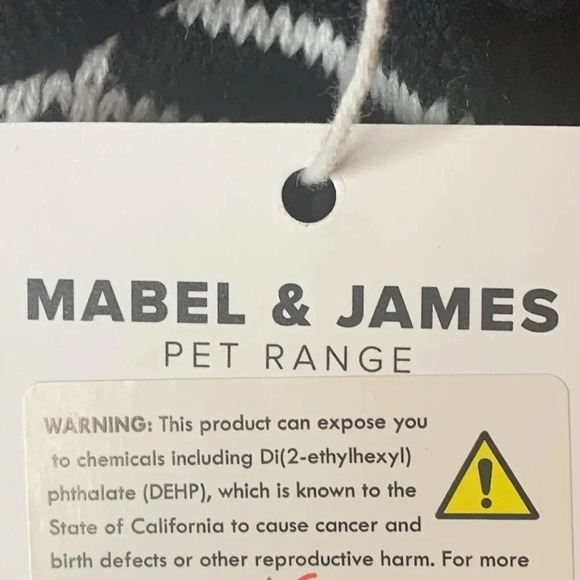 MABEL & JAMES
PET RANGE
WARNING: This product can expose you
to chemicals including Di(2-ethylhexyl)
phthalate (DEHP), which is known to the
State of California to cause cancer and
birth defects or other reproductive harm. For more